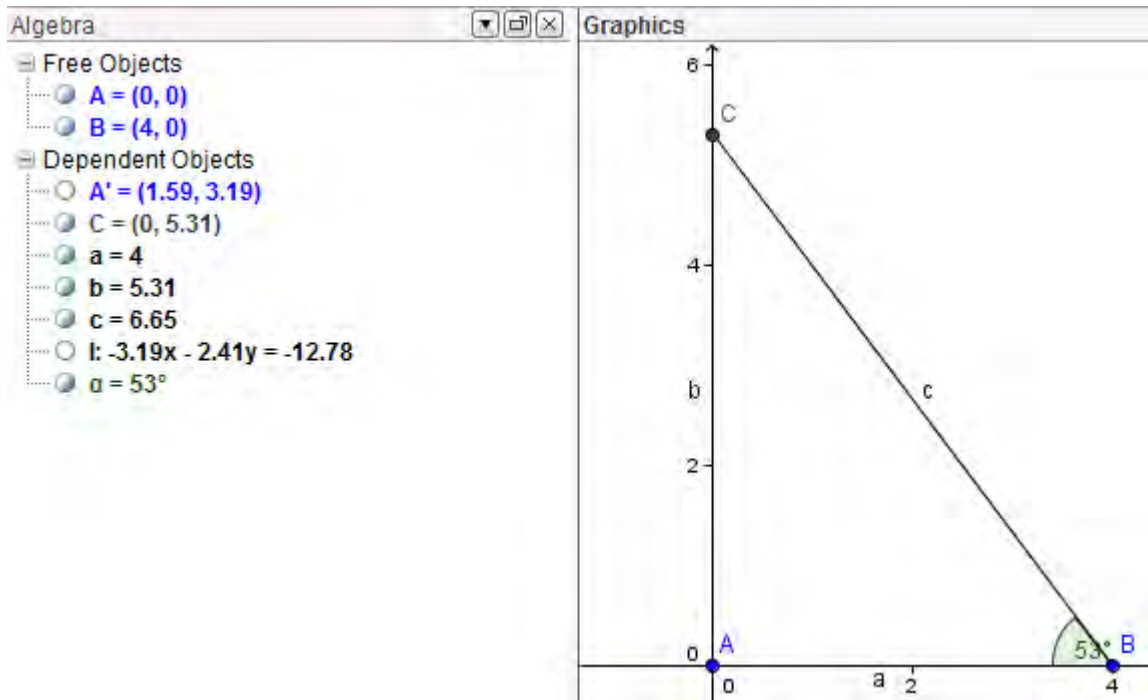 Algebra
Free Objects
A = (0, 0)
B = (4, 0)
Dependent Objects
A' = (1.59, 3.19)
C = (0, 5.31)
a = 4
b = 5.31
c = 6.65
l: -3.19x - 2.41y = -12.78
α = 53°
Graphics
6
C
4
b
c
2
0
A
53°
B
0
a
2
4